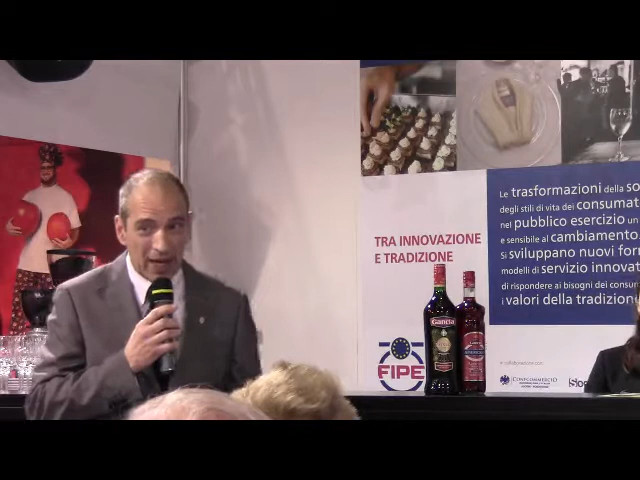 Le trasformazioni della so
degli stili di vita dei consumat
nel pubblico esercizio un
e sensibile al cambiamento.
Si sviluppano nuovi for
modelli di servizio innovat
di rispondere ai bisogni dei consu
i valori della tradizion
TRA INNOVAZIONE
E TRADIZIONE
Gancia
FIPE
CONFCOMMERCIO